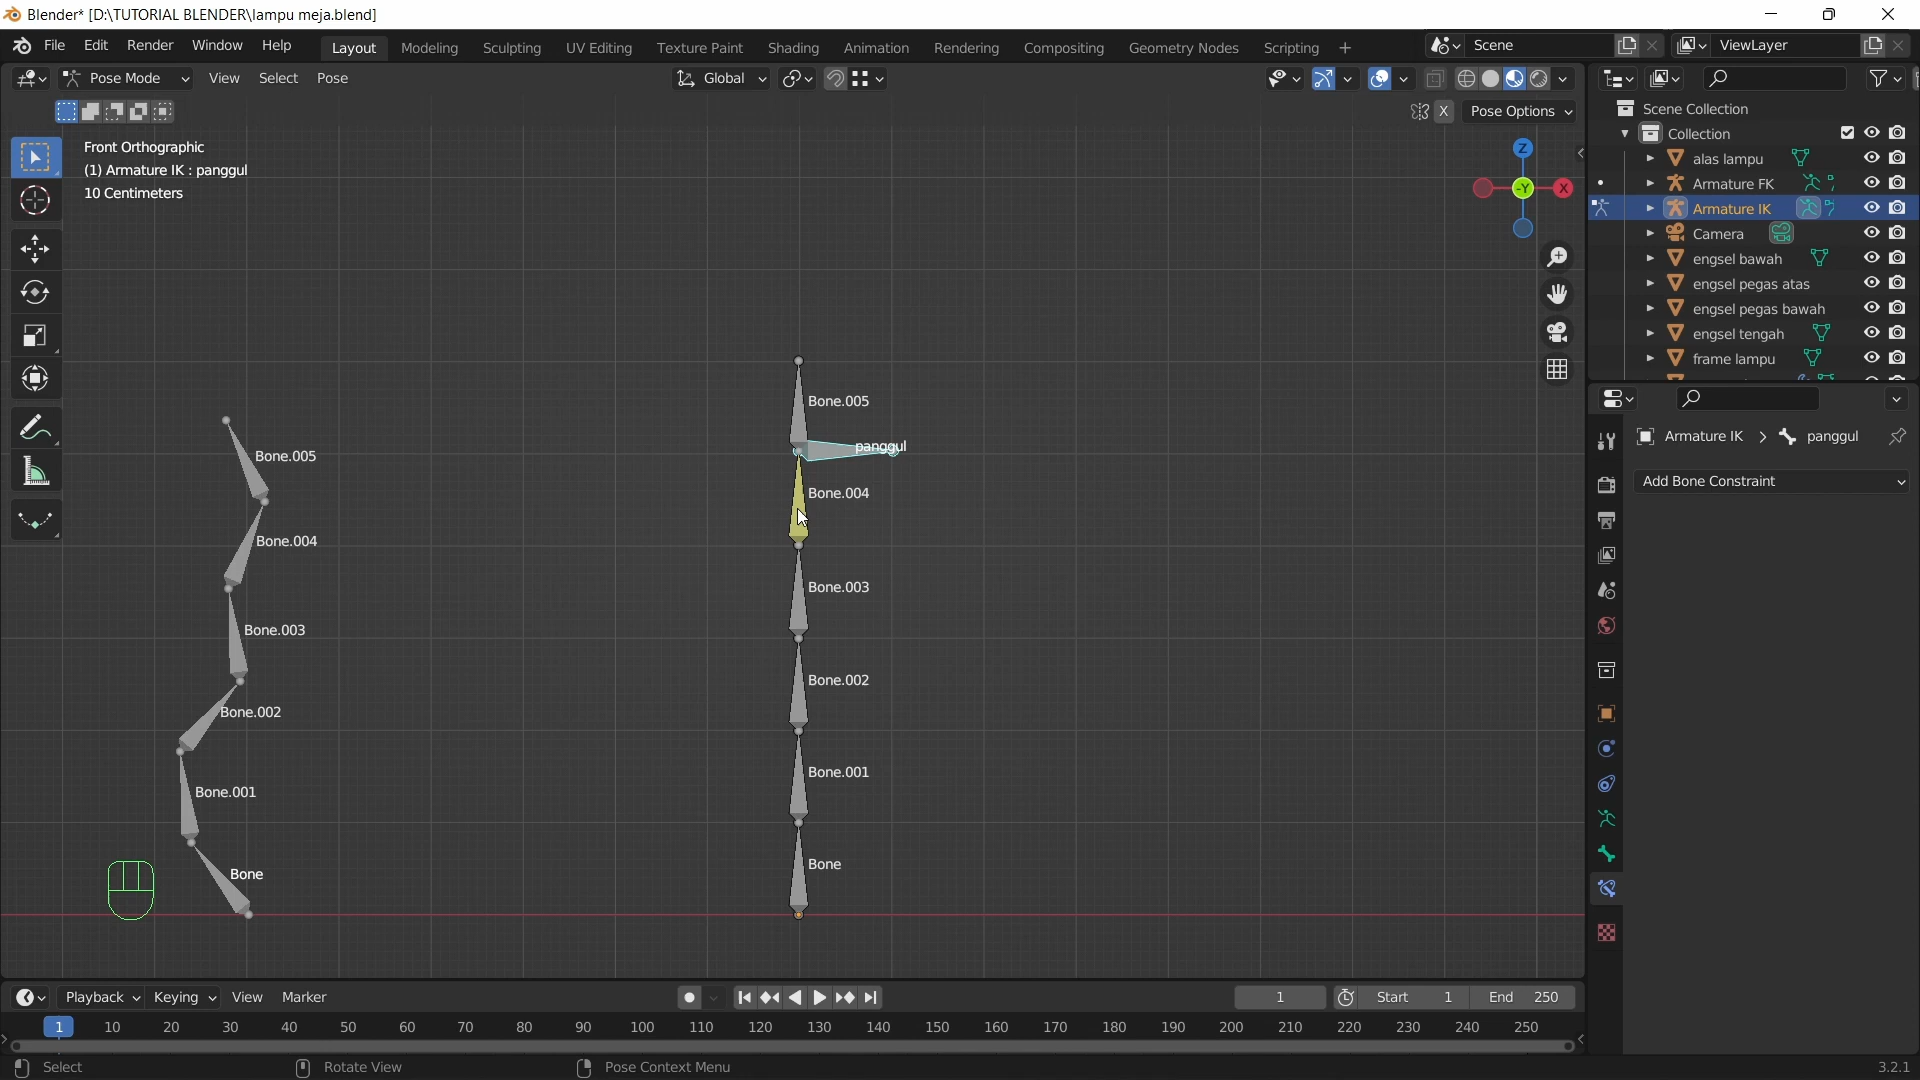 Blender* [D:\TUTORIAL BLENDER\lampu meja.blend]
File Edit Render Window Help Layout Modeling Sculpting UV Editing Texture Paint Shading Animation Rendering Compositing Geometry Nodes Scripting + Scene ViewLayer
Pose Mode View Select Pose Global
X Pose Options
Front Orthographic
(1) Armature IK : panggul
10 Centimeters
Z
-Y X
Bone.005
panggul
Bone.004
Bone.003
Bone.002
Bone.001
Bone
Bone.005
Bone.004
Bone.003
Bone.002
Bone.001
Bone
Scene Collection
Collection
alas lampu
Armature FK
Armature IK
Camera
engsel bawah
engsel pegas atas
engsel pegas bawah
engsel tengah
frame lampu
Armature IK > panggul
Add Bone Constraint
Playback Keying View Marker 1 Start 1 End 250
1 10 20 30 40 50 60 70 80 90 100 110 120 130 140 150 160 170 180 190 200 210 220 230 240 250
Select Rotate View Pose Context Menu 3.2.1